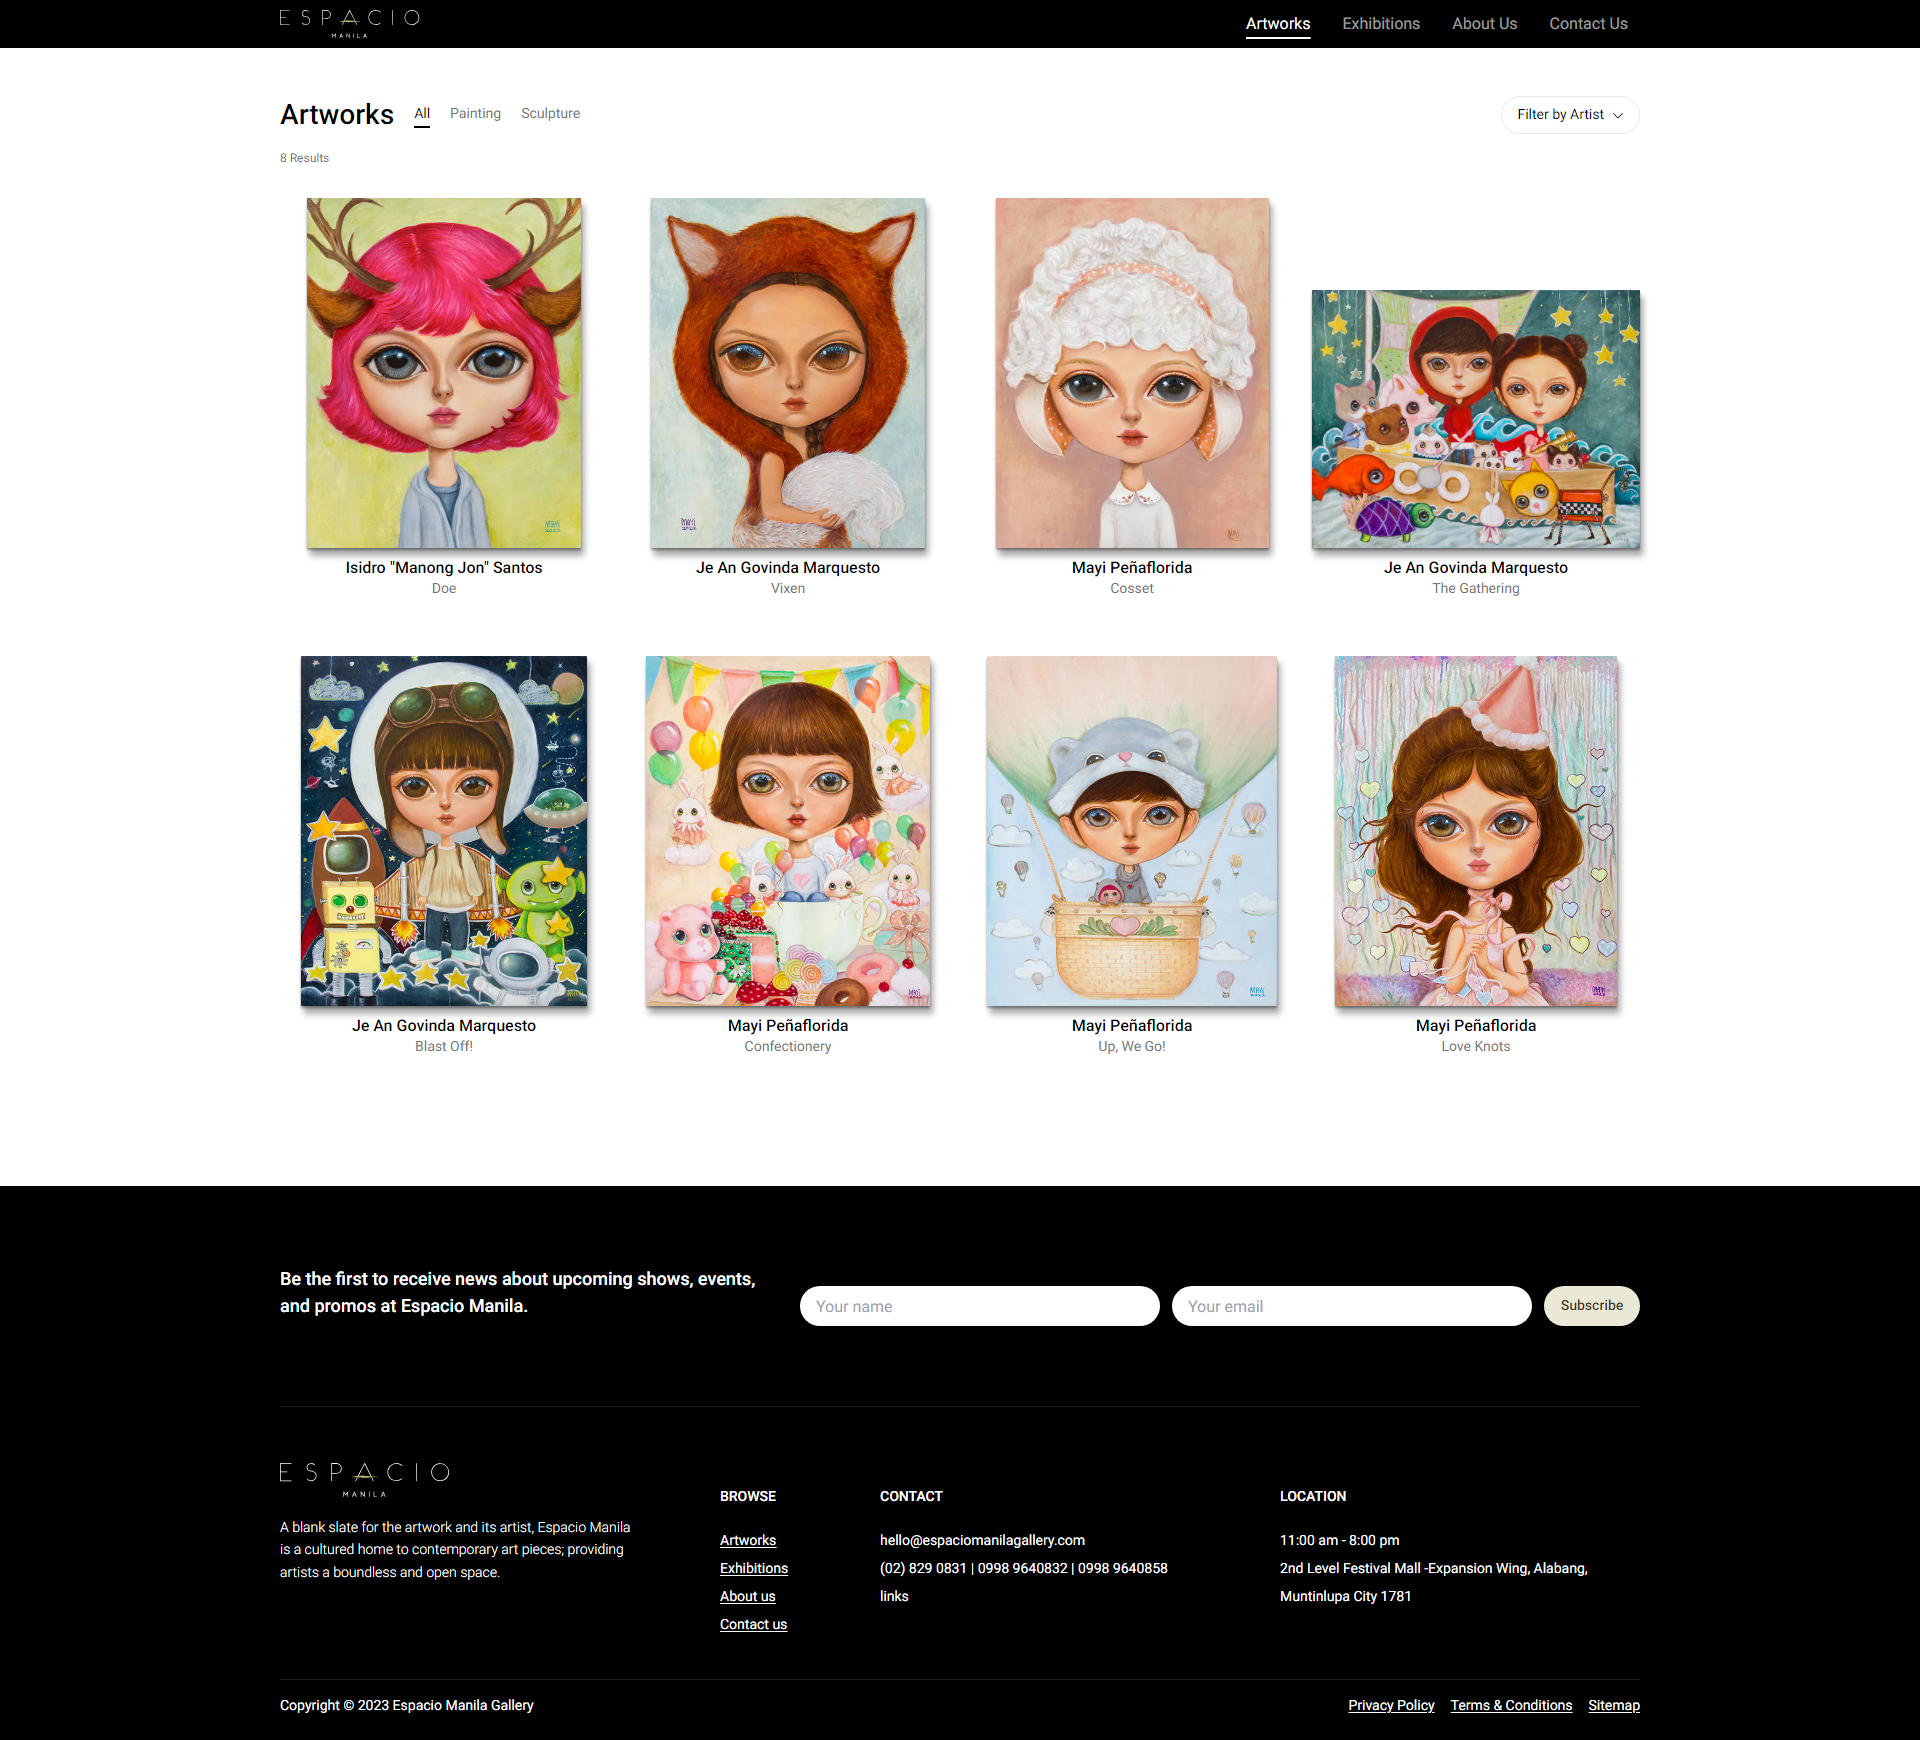 ESPACIO
MANILA
Artworks Exhibitions About Us Contact Us
Artworks All Painting Sculpture
Filter by Artist
8 Results
MAYI
MAYI
MAYI
Isidro "Manong Jon" Santos
Doe
Je An Govinda Marquesto
Vixen
Mayi Peñaflorida
Cosset
Je An Govinda Marquesto
The Gathering
MAYI
MAYI
Je An Govinda Marquesto
Blast Off!
Mayi Peñaflorida
Confectionery
Mayi Peñaflorida
Up, We Go!
Mayi Peñaflorida
Love Knots
Be the first to receive news about upcoming shows, events,
and promos at Espacio Manila.
Your name
Your email
Subscribe
ESPACIO
MANILA
A blank slate for the artwork and its artist, Espacio Manila
is a cultured home to contemporary art pieces; providing
artists a boundless and open space.
BROWSE
Artworks
Exhibitions
About us
Contact us
CONTACT
hello@espaciomanilagallery.com
(02) 829 0831 | 0998 9640832 | 0998 9640858
links
LOCATION
11:00 am - 8:00 pm
2nd Level Festival Mall -Expansion Wing, Alabang,
Muntinlupa City 1781
Copyright © 2023 Espacio Manila Gallery
Privacy Policy Terms & Conditions Sitemap